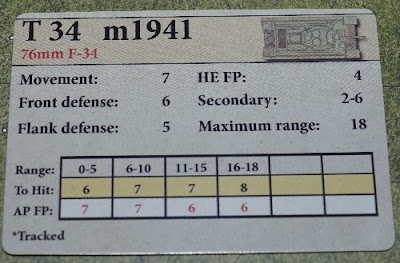 T 34 m1941
76mm F-34
Movement: 7 HE FP: 4
Front defense: 6 Secondary: 2-6
Flank defense: 5 Maximum range: 18
Range: 0-5 6-10 11-15 16-18
To Hit: 6 7 7 8
AP FP: 7 7 6 6
*Tracked